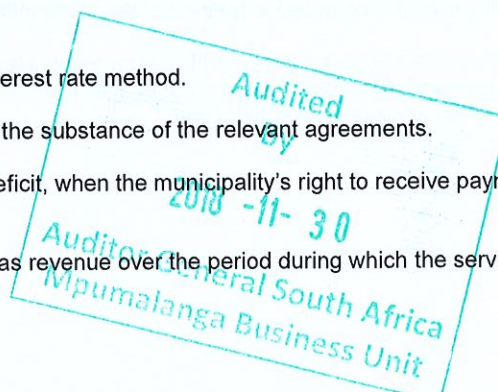 erest rate method.
the substance of the relevant agreements.
eficit, when the municipality's right to receive payr
as revenue over the period during which the serv
Audited
By
2018 -11- 30
Auditor General South Africa
Mpumalanga Business Unit